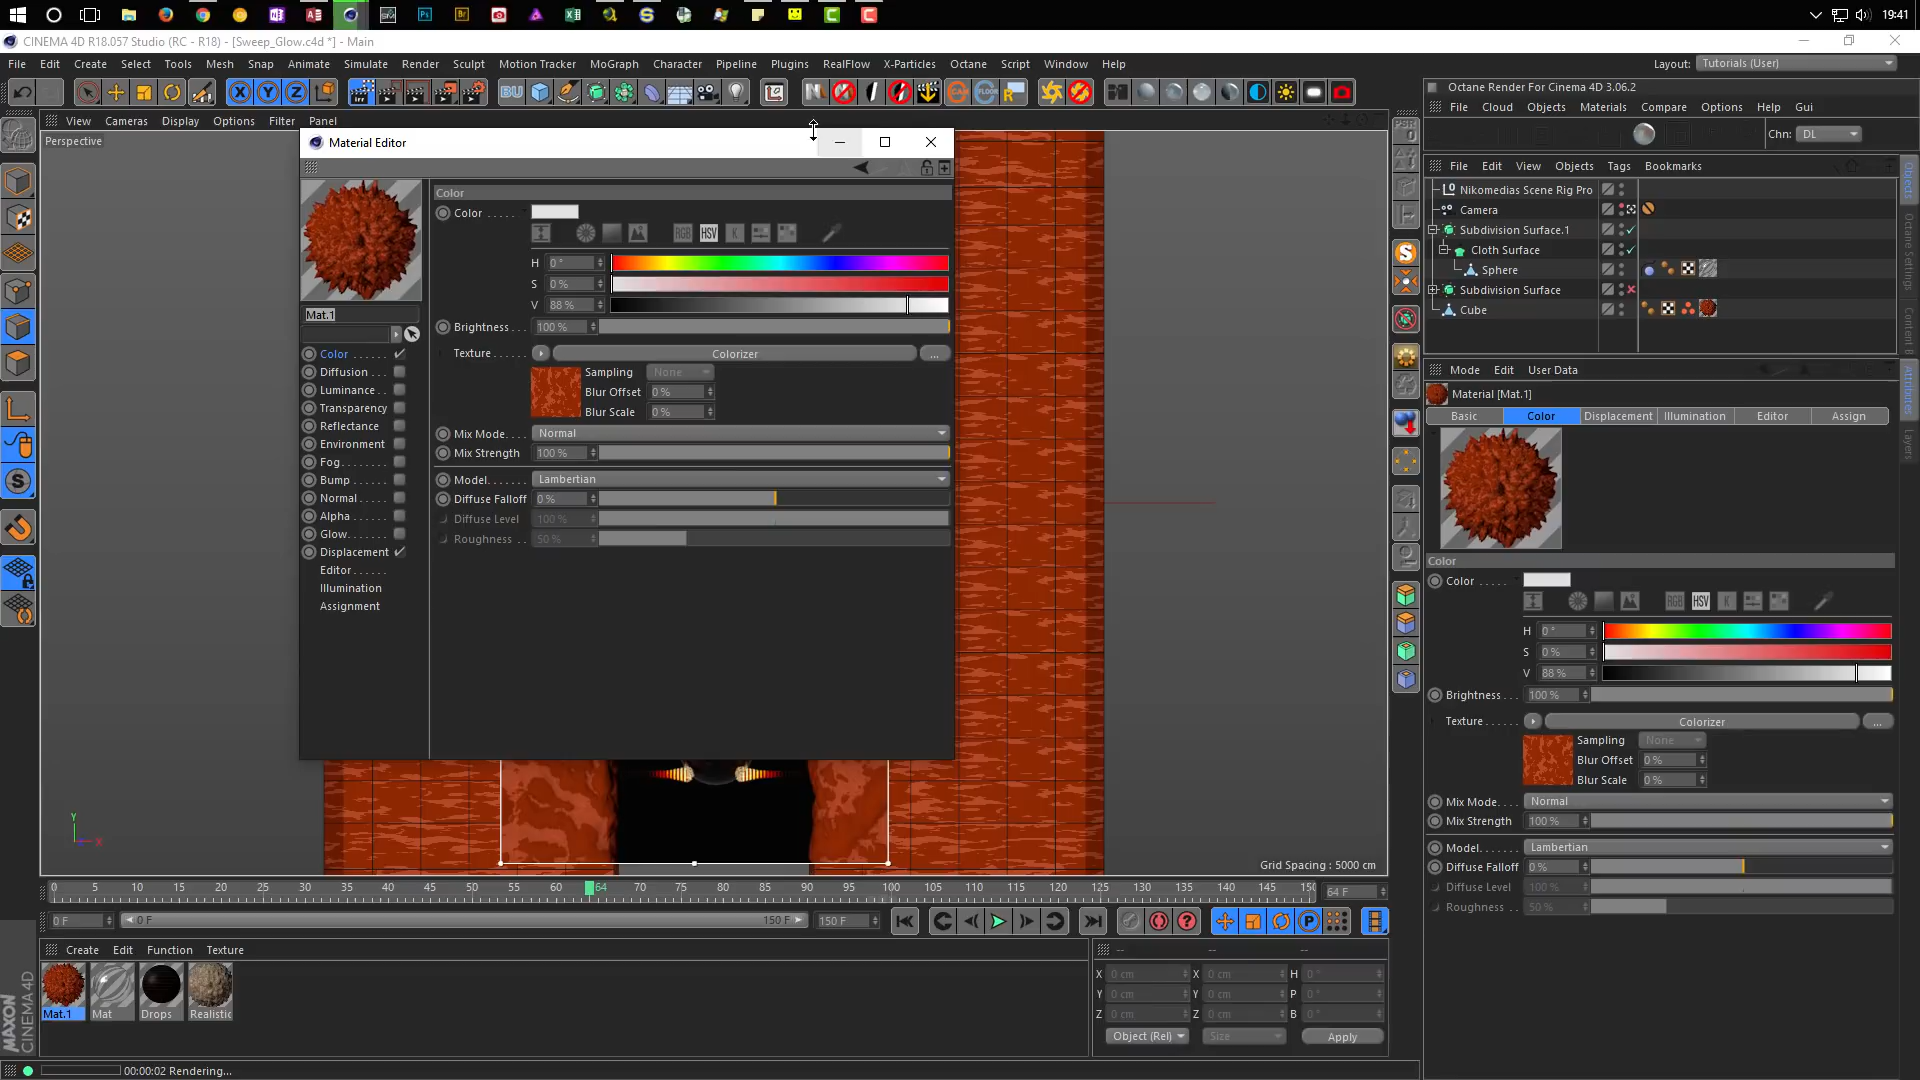 19:41
CINEMA 4D R18.057 Studio (RC - R18) - [Sweep_Glow.c4d *] - Main
File Edit Create Select Tools Mesh Snap Animate Simulate Render Sculpt Motion Tracker MoGraph Character Pipeline Plugins RealFlow X-Particles Octane Script Window Help
Layout: Tutorials (User)
Octane Render For Cinema 4D 3.06.2
File Cloud Objects Materials Compare Options Help Gui
Chn: DL
View Cameras Display Options Filter Panel
Perspective
Material Editor
Mat.1
Color
Diffusion
Luminance
Transparency
Reflectance
Environment
Fog
Bump
Normal
Alpha
Glow
Displacement
Editor
Illumination
Assignment
Color
Color
RGB HSV K
H 0 °
S 0 %
V 88 %
Brightness 100 %
Texture Colorizer ...
Sampling None
Blur Offset 0 %
Blur Scale 0 %
Mix Mode Normal
Mix Strength 100 %
Model Lambertian
Diffuse Falloff 0 %
Diffuse Level 100 %
Roughness 50 %
Grid Spacing : 5000 cm
File Edit View Objects Tags Bookmarks
Nikomedias Scene Rig Pro
Camera
Subdivision Surface.1
Cloth Surface
Sphere
Subdivision Surface
Cube
Objects
Octane Settings
Content B
Attributes
Layers
Mode Edit User Data
Material [Mat.1]
Basic Color Displacement Illumination Editor Assign
Color
Color
RGB HSV K
H 0 °
S 0 %
V 88 %
Brightness 100 %
Texture Colorizer ...
Sampling None
Blur Offset 0 %
Blur Scale 0 %
Mix Mode Normal
Mix Strength 100 %
Model Lambertian
Diffuse Falloff 0 %
Diffuse Level 100 %
Roughness 50 %
0 5 10 15 20 25 30 35 40 45 50 55 60 64 70 75 80 85 90 95 100 105 110 115 120 125 130 135 140 145 150
64 F
0 F 0 F 150 F 150 F
Create Edit Function Texture
Mat.1 Mat Drops Realistic
-- -- --
X 0 cm X 0 cm H 0 °
Y 0 cm Y 0 cm P 0 °
Z 0 cm Z 0 cm B 0 °
Object (Rel) Size Apply
MAXON CINEMA 4D
00:00:02 Rendering...